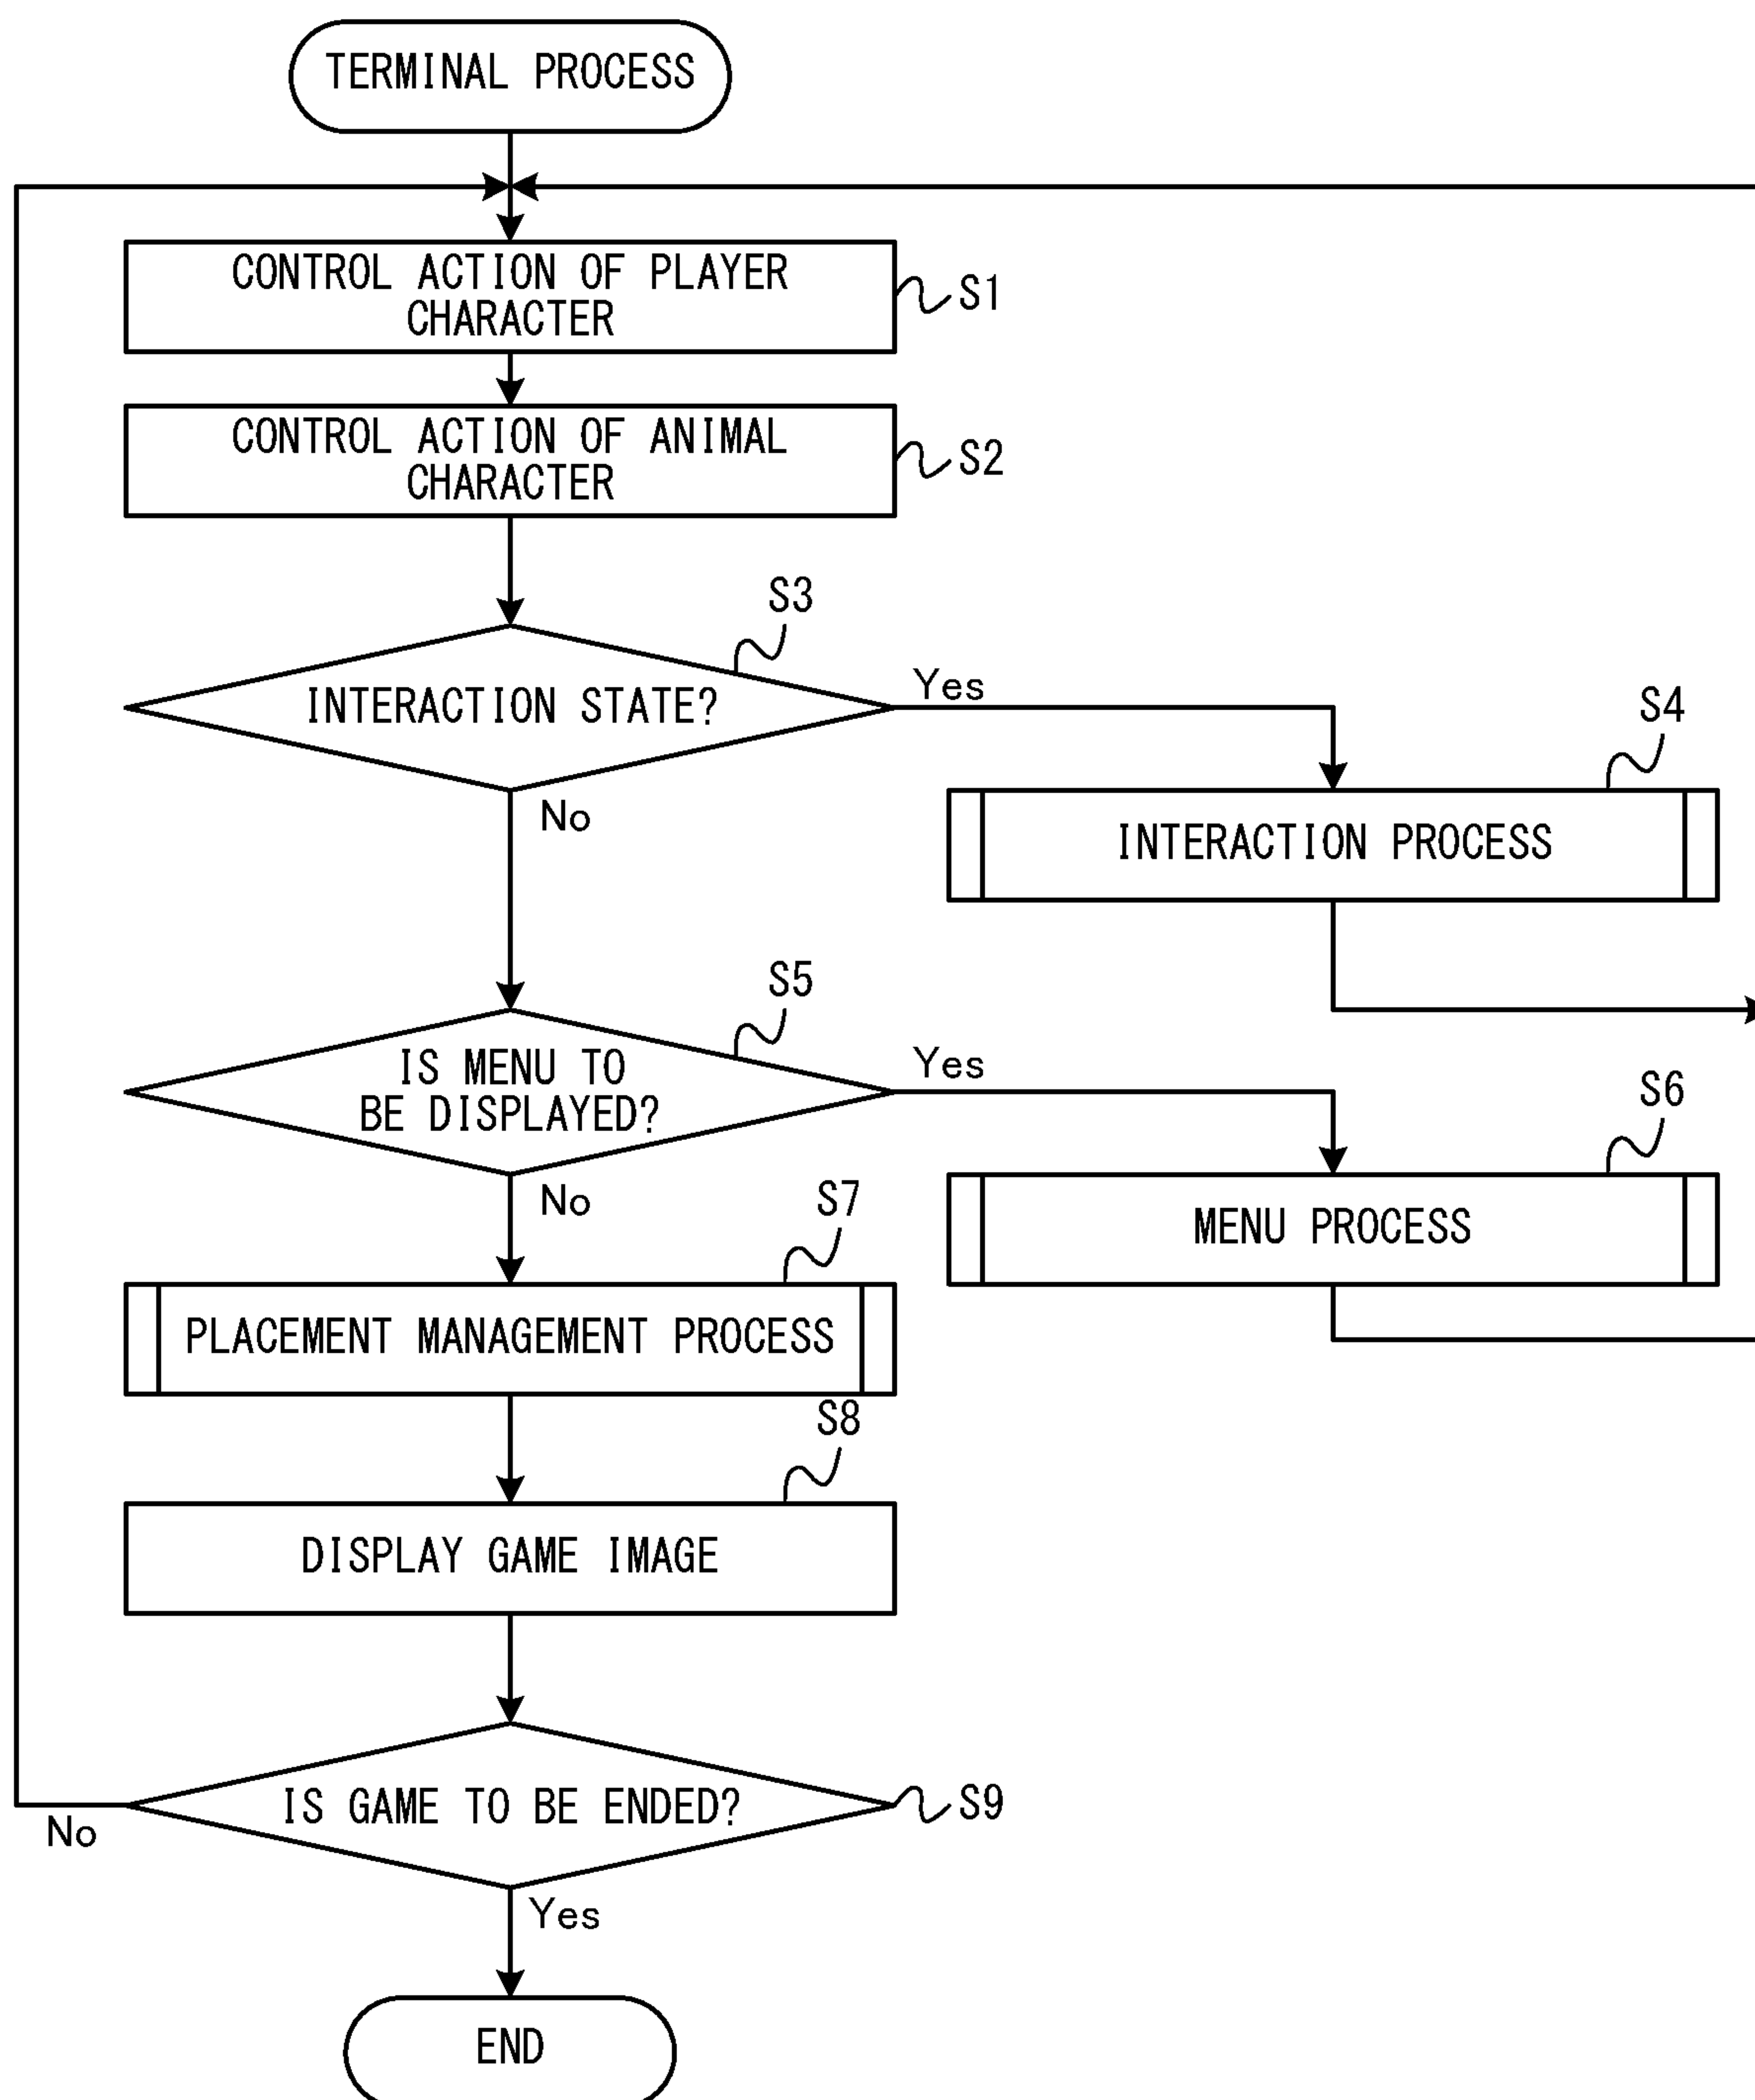 TERMINAL PROCESS
CONTROL ACTION OF PLAYER
CHARACTER
S1
CONTROL ACTION OF ANIMAL
CHARACTER
S2
S3
INTERACTION STATE?
Yes
No
S4
INTERACTION PROCESS
S5
IS MENU TO
BE DISPLAYED?
Yes
No
S6
MENU PROCESS
S7
PLACEMENT MANAGEMENT PROCESS
S8
DISPLAY GAME IMAGE
IS GAME TO BE ENDED?
S9
No
Yes
END